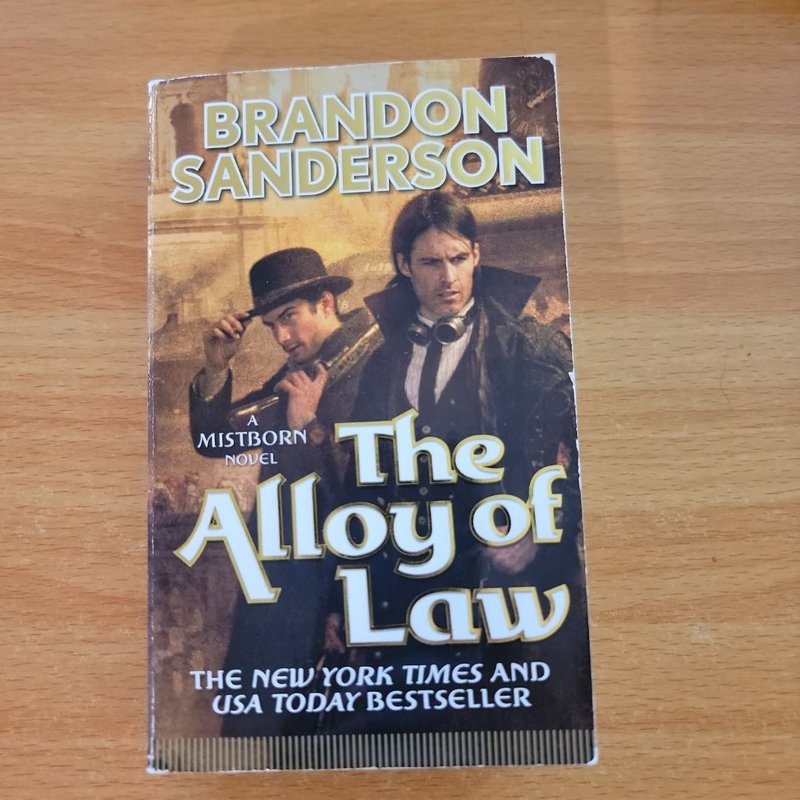 BRANDON
SANDERSON
A
MISTBORN
NOVEL
The
Alloy of
Law
THE NEW YORK TIMES AND
USA TODAY BESTSELLER